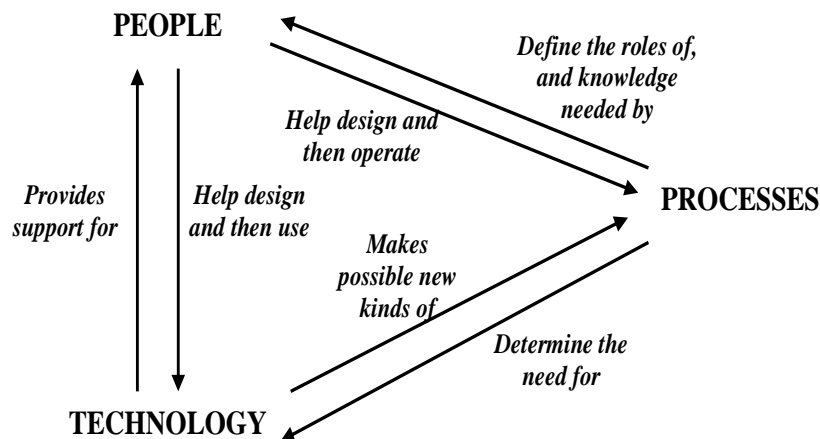 PEOPLE
Define the roles of,
and knowledge
needed by
Help design and
then operate
Provides
support for
Help design
and then use
PROCESSES
Makes
possible new
kinds of
Determine the
need for
TECHNOLOGY